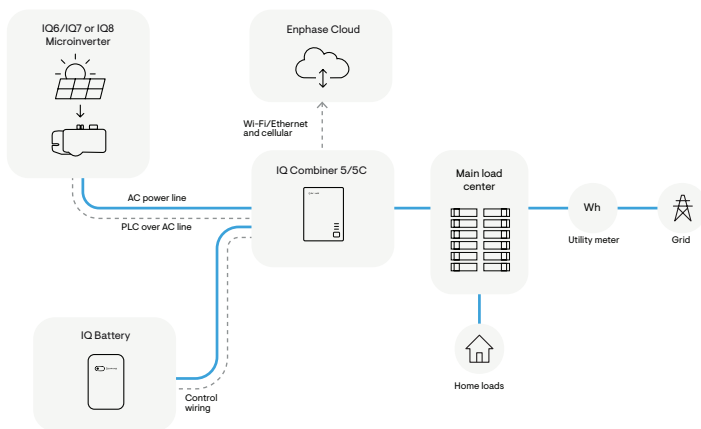 IQ6/IQ7 or IQ8
Microinverter
Enphase Cloud
Wi-Fi/Ethernet
and cellular
IQ Combiner 5/5C
Main load
center
AC power line
PLC over AC line
Wh
Utility meter
Grid
IQ Battery
Control
wiring
Home loads